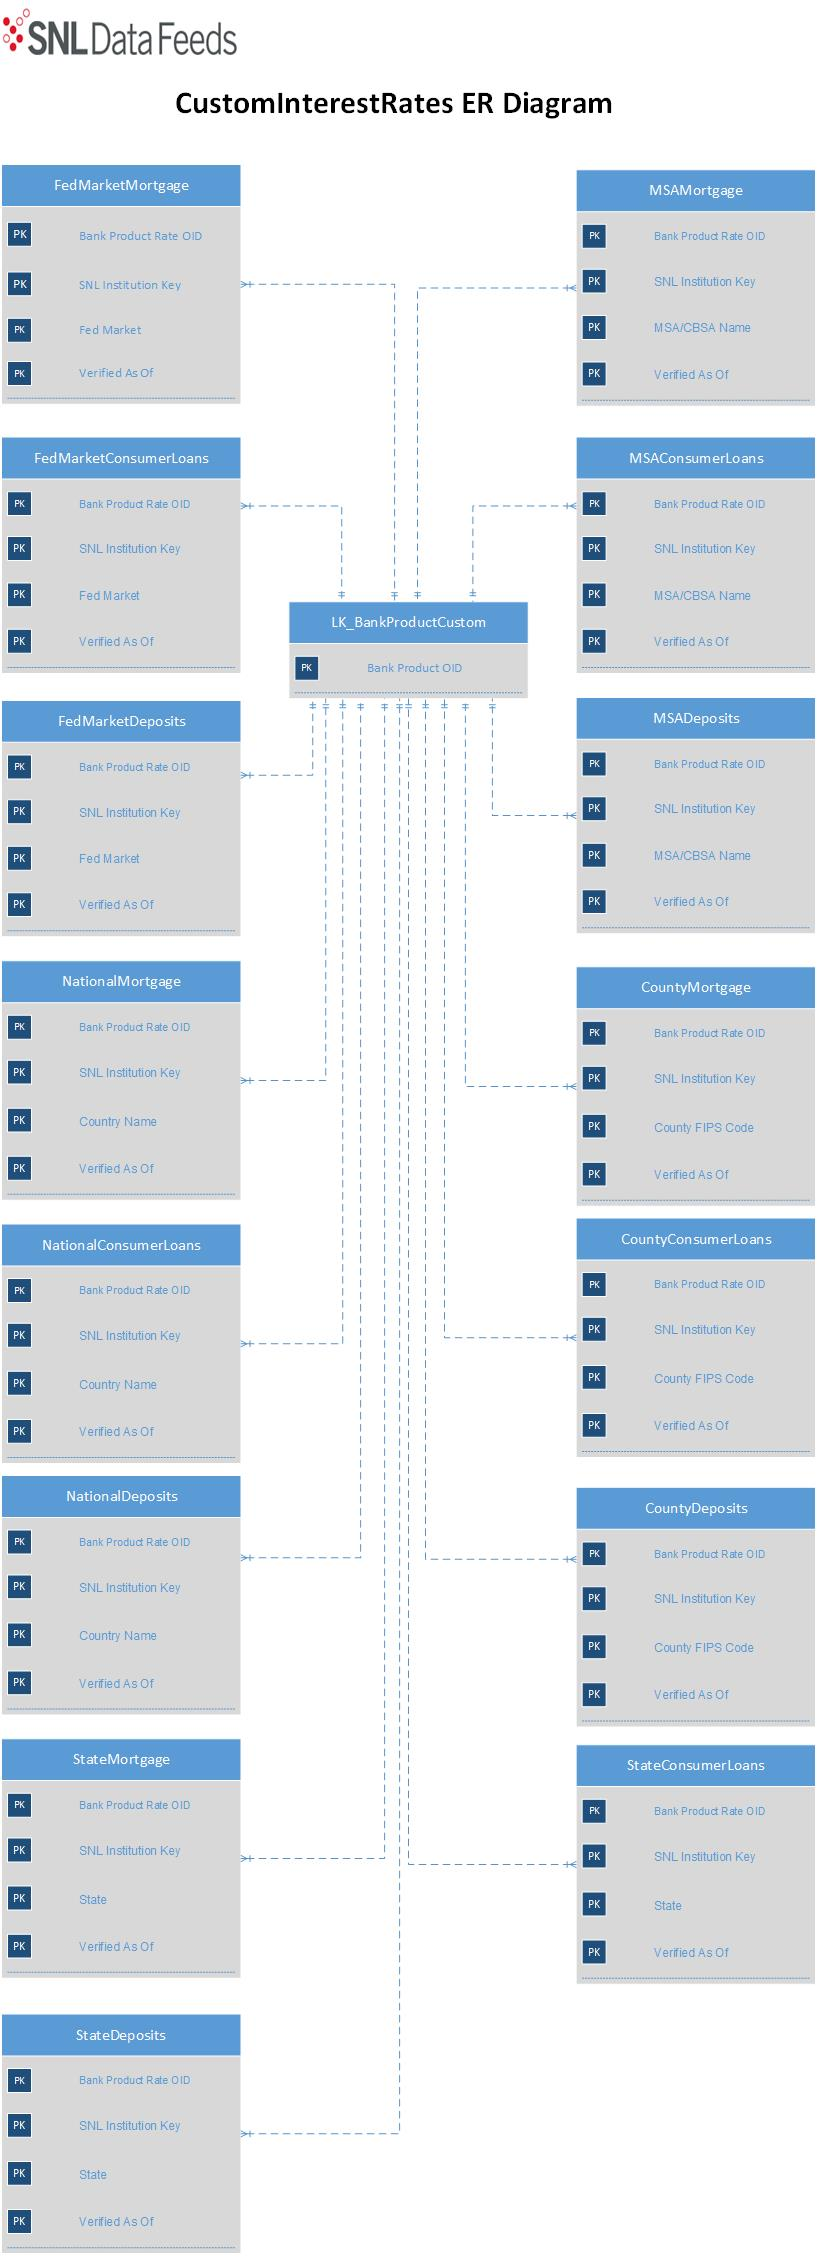 SNL Data Feeds
CustomInterestRates ER Diagram
FedMarketMortgage
PK Bank Product Rate OID
PK SNL Institution Key
PK Fed Market
PK Verified As Of
MSAMortgage
PK Bank Product Rate OID
PK SNL Institution Key
PK MSA/CBSA Name
PK Verified As Of
FedMarketConsumerLoans
PK Bank Product Rate OID
PK SNL Institution Key
PK Fed Market
PK Verified As Of
MSAConsumerLoans
PK Bank Product Rate OID
PK SNL Institution Key
PK MSA/CBSA Name
PK Verified As Of
LK_BankProductCustom
PK Bank Product OID
FedMarketDeposits
PK Bank Product Rate OID
PK SNL Institution Key
PK Fed Market
PK Verified As Of
MSADeposits
PK Bank Product Rate OID
PK SNL Institution Key
PK MSA/CBSA Name
PK Verified As Of
NationalMortgage
PK Bank Product Rate OID
PK SNL Institution Key
PK Country Name
PK Verified As Of
CountyMortgage
PK Bank Product Rate OID
PK SNL Institution Key
PK County FIPS Code
PK Verified As Of
NationalConsumerLoans
PK Bank Product Rate OID
PK SNL Institution Key
PK Country Name
PK Verified As Of
CountyConsumerLoans
PK Bank Product Rate OID
PK SNL Institution Key
PK County FIPS Code
PK Verified As Of
NationalDeposits
PK Bank Product Rate OID
PK SNL Institution Key
PK Country Name
PK Verified As Of
CountyDeposits
PK Bank Product Rate OID
PK SNL Institution Key
PK County FIPS Code
PK Verified As Of
StateMortgage
PK Bank Product Rate OID
PK SNL Institution Key
PK State
PK Verified As Of
StateConsumerLoans
PK Bank Product Rate OID
PK SNL Institution Key
PK State
PK Verified As Of
StateDeposits
PK Bank Product Rate OID
PK SNL Institution Key
PK State
PK Verified As Of